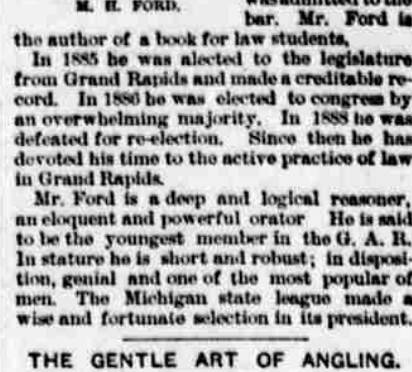 M. H. FORD.
was admitted to the
bar. Mr. Ford is
the author of a book for law students.
In 1885 he was alected to the legislature
from Grand Rapids and made a creditable re-
cord. In 1886 he was elected to congress by
an overwhelming majority. In 1888 he was
defeated for re-election. Since then he has
devoted his time to the active practice of law
in Grand Rapids.
Mr. Ford is a deep and logical reasoner,
an eloquent and powerful orator He is said
to be the youngest member in the G. A. R.
In stature he is short and robust; in disposi-
tion, genial and one of the most popular of
men. The Michigan state league made a
wise and fortunate selection in its president.
THE GENTLE ART OF ANGLING.